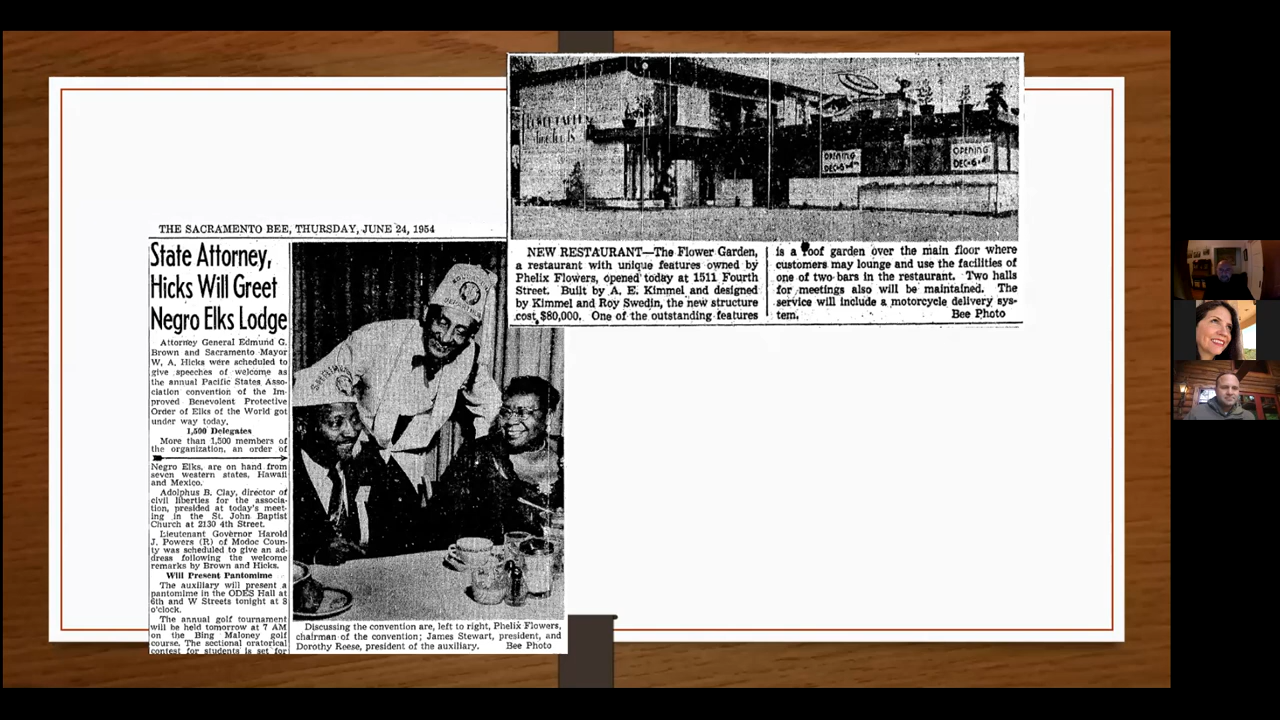 THE SACRAMENTO BEE, THURSDAY, JUNE 24, 1954
State Attorney,
Hicks Will Greet
Negro Elks Lodge
Attorney General Edmund G.
Brown and Sacramento Mayor
W. A. Hicks were scheduled to
give speeches of welcome as
the annual Pacific States Asso-
ciation convention of the Im-
proved Benevolent Protective
Order of Elks of the World got
under way today.
1,500 Delegates
More than 1,500 members of
the organization, an order of
Negro Elks, are on hand from
seven western states, Hawaii
and Mexico.
Adolphus B. Clay, director of
civil liberties for the associa-
tion, presided at today's meet-
ing in the St. John Baptist
Church at 2130 4th Street.
Lieutenant Governor Harold
J. Powers (R) of Modoc Coun-
ty was scheduled to give an ad-
dress following the welcome
remarks by Brown and Hicks.
Will Present Pantomime
The auxiliary will present a
pantomime in the ODES Hall at
6th and W Streets tonight at 8
o'clock.
The annual golf tournament
will be held tomorrow at 7 AM
on the Bing Maloney golf
course. The sectional oratorical
contest for students is set for
Discussing the convention are, left to right, Phelix Flowers,
chairman of the convention; James Stewart, president, and
Dorothy Reese, president of the auxiliary. Bee Photo
OPENING
DEC-6
OPENING
DEC-6
NEW RESTAURANT—The Flower Garden,
a restaurant with unique features owned by
Phelix Flowers, opened today at 1511 Fourth
Street. Built by A. E. Kimmel and designed
by Kimmel and Roy Swedin, the new structure
cost $80,000. One of the outstanding features
is a roof garden over the main floor where
customers may lounge and use the facilities of
one of two bars in the restaurant. Two halls
for meetings also will be maintained. The
service will include a motorcycle delivery sys-
tem. Bee Photo